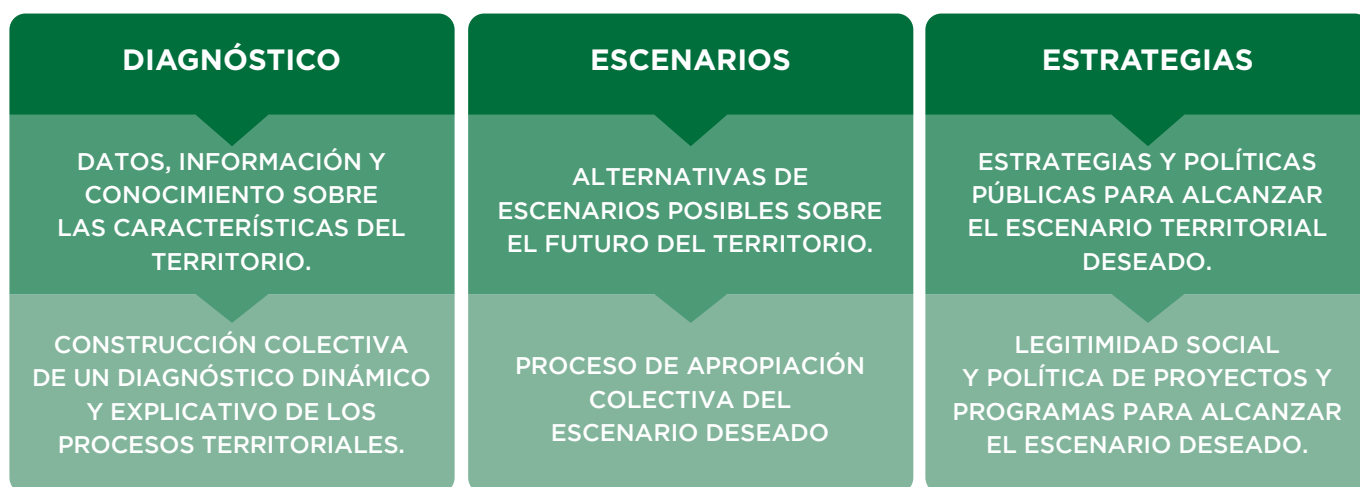 DIAGNÓSTICO
DATOS, INFORMACIÓN Y
CONOCIMIENTO SOBRE
LAS CARACTERÍSTICAS DEL
TERRITORIO.
CONSTRUCCIÓN COLECTIVA
DE UN DIAGNÓSTICO DINÁMICO
Y EXPLICATIVO DE LOS
PROCESOS TERRITORIALES.
ESCENARIOS
ALTERNATIVAS DE
ESCENARIOS POSIBLES SOBRE
EL FUTURO DEL TERRITORIO.
PROCESO DE APROPIACIÓN
COLECTIVA DEL
ESCENARIO DESEADO
ESTRATEGIAS
ESTRATEGIAS Y POLÍTICAS
PÚBLICAS PARA ALCANZAR
EL ESCENARIO TERRITORIAL
DESEADO.
LEGITIMIDAD SOCIAL
Y POLÍTICA DE PROYECTOS Y
PROGRAMAS PARA ALCANZAR
EL ESCENARIO DESEADO.